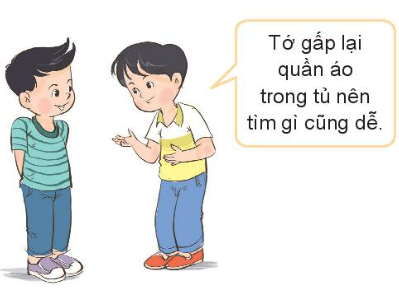 Tớ gấp lại
quần áo
trong tủ nên
tìm gì cũng dễ.